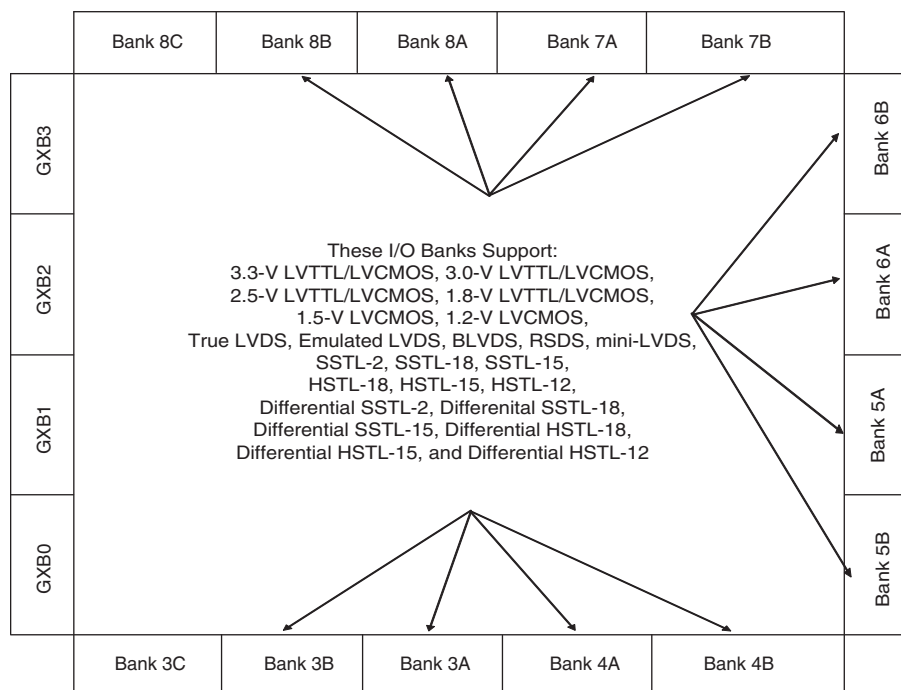 Bank 8C
Bank 8B
Bank 8A
Bank 7A
Bank 7B
GXB3
GXB2
GXB1
GXB0
Bank 6B
Bank 6A
Bank 5A
Bank 5B
These I/O Banks Support:
3.3-V LVTTL/LVCMOS, 3.0-V LVTTL/LVCMOS,
2.5-V LVTTL/LVCMOS, 1.8-V LVTTL/LVCMOS,
1.5-V LVCMOS, 1.2-V LVCMOS,
True LVDS, Emulated LVDS, BLVDS, RSDS, mini-LVDS,
SSTL-2, SSTL-18, SSTL-15,
HSTL-18, HSTL-15, HSTL-12,
Differential SSTL-2, Differenital SSTL-18,
Differential SSTL-15, Differential HSTL-18,
Differential HSTL-15, and Differential HSTL-12
Bank 3C
Bank 3B
Bank 3A
Bank 4A
Bank 4B